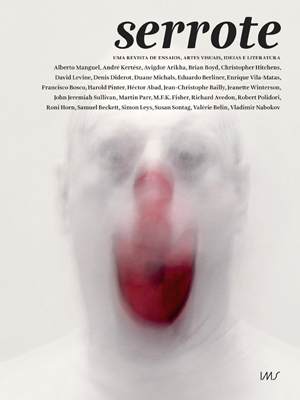 serrote
UMA REVISTA DE ENSAIOS, ARTES VISUAIS, IDEIAS E LITERATURA
Alberto Manguel, André Kertész, Avigdor Arikha, Brian Boyd, Christopher Hitchens,
David Levine, Denis Diderot, Duane Michals, Eduardo Berliner, Enrique Vila-Matas,
Francisco Bosco, Harold Pinter, Héctor Abad, Jean-Christophe Bailly, Jeanette Winterson,
John Jeremiah Sullivan, Martin Parr, M.F.K. Fisher, Richard Avedon, Robert Polidori,
Roni Horn, Samuel Beckett, Simon Leys, Susan Sontag, Valérie Belin, Vladimir Nabokov
IMS